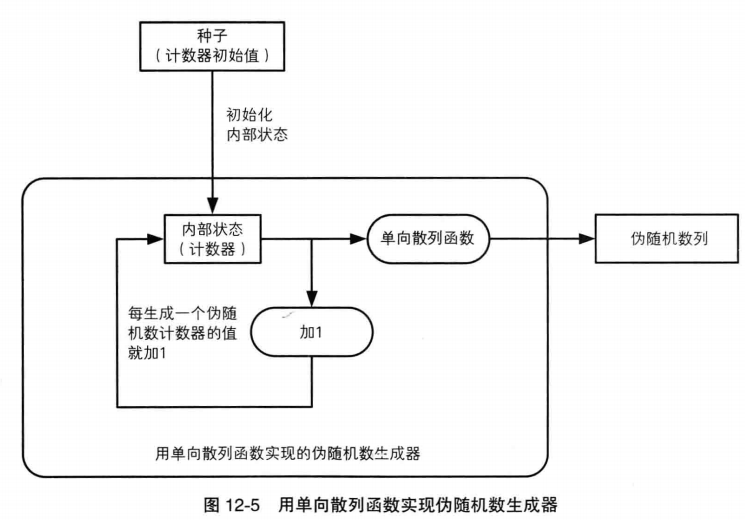 种子
（计数器初始值）
初始化
内部状态
内部状态
（计数器）
单向散列函数
伪随机数列
每生成一个伪随
机数计数器的值
就加1
加1
用单向散列函数实现的伪随机数生成器
图 12-5 用单向散列函数实现伪随机数生成器